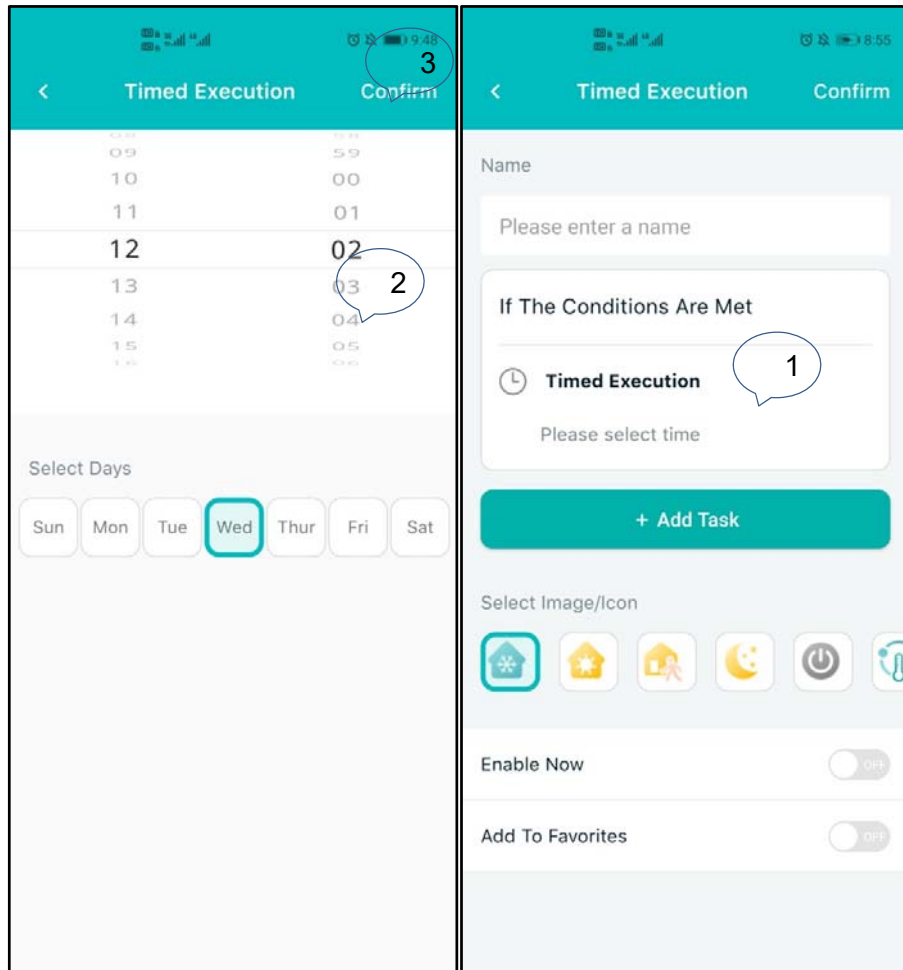 9:48
3
Timed Execution
Confirm
09 59
10 00
11 01
12 02
13 03
2
14 04
15 05
Select Days
Sun Mon Tue Wed Thur Fri Sat
8:55
Timed Execution
Confirm
Name
Please enter a name
If The Conditions Are Met
1
Timed Execution
Please select time
+ Add Task
Select Image/Icon
Enable Now
OFF
Add To Favorites
OFF